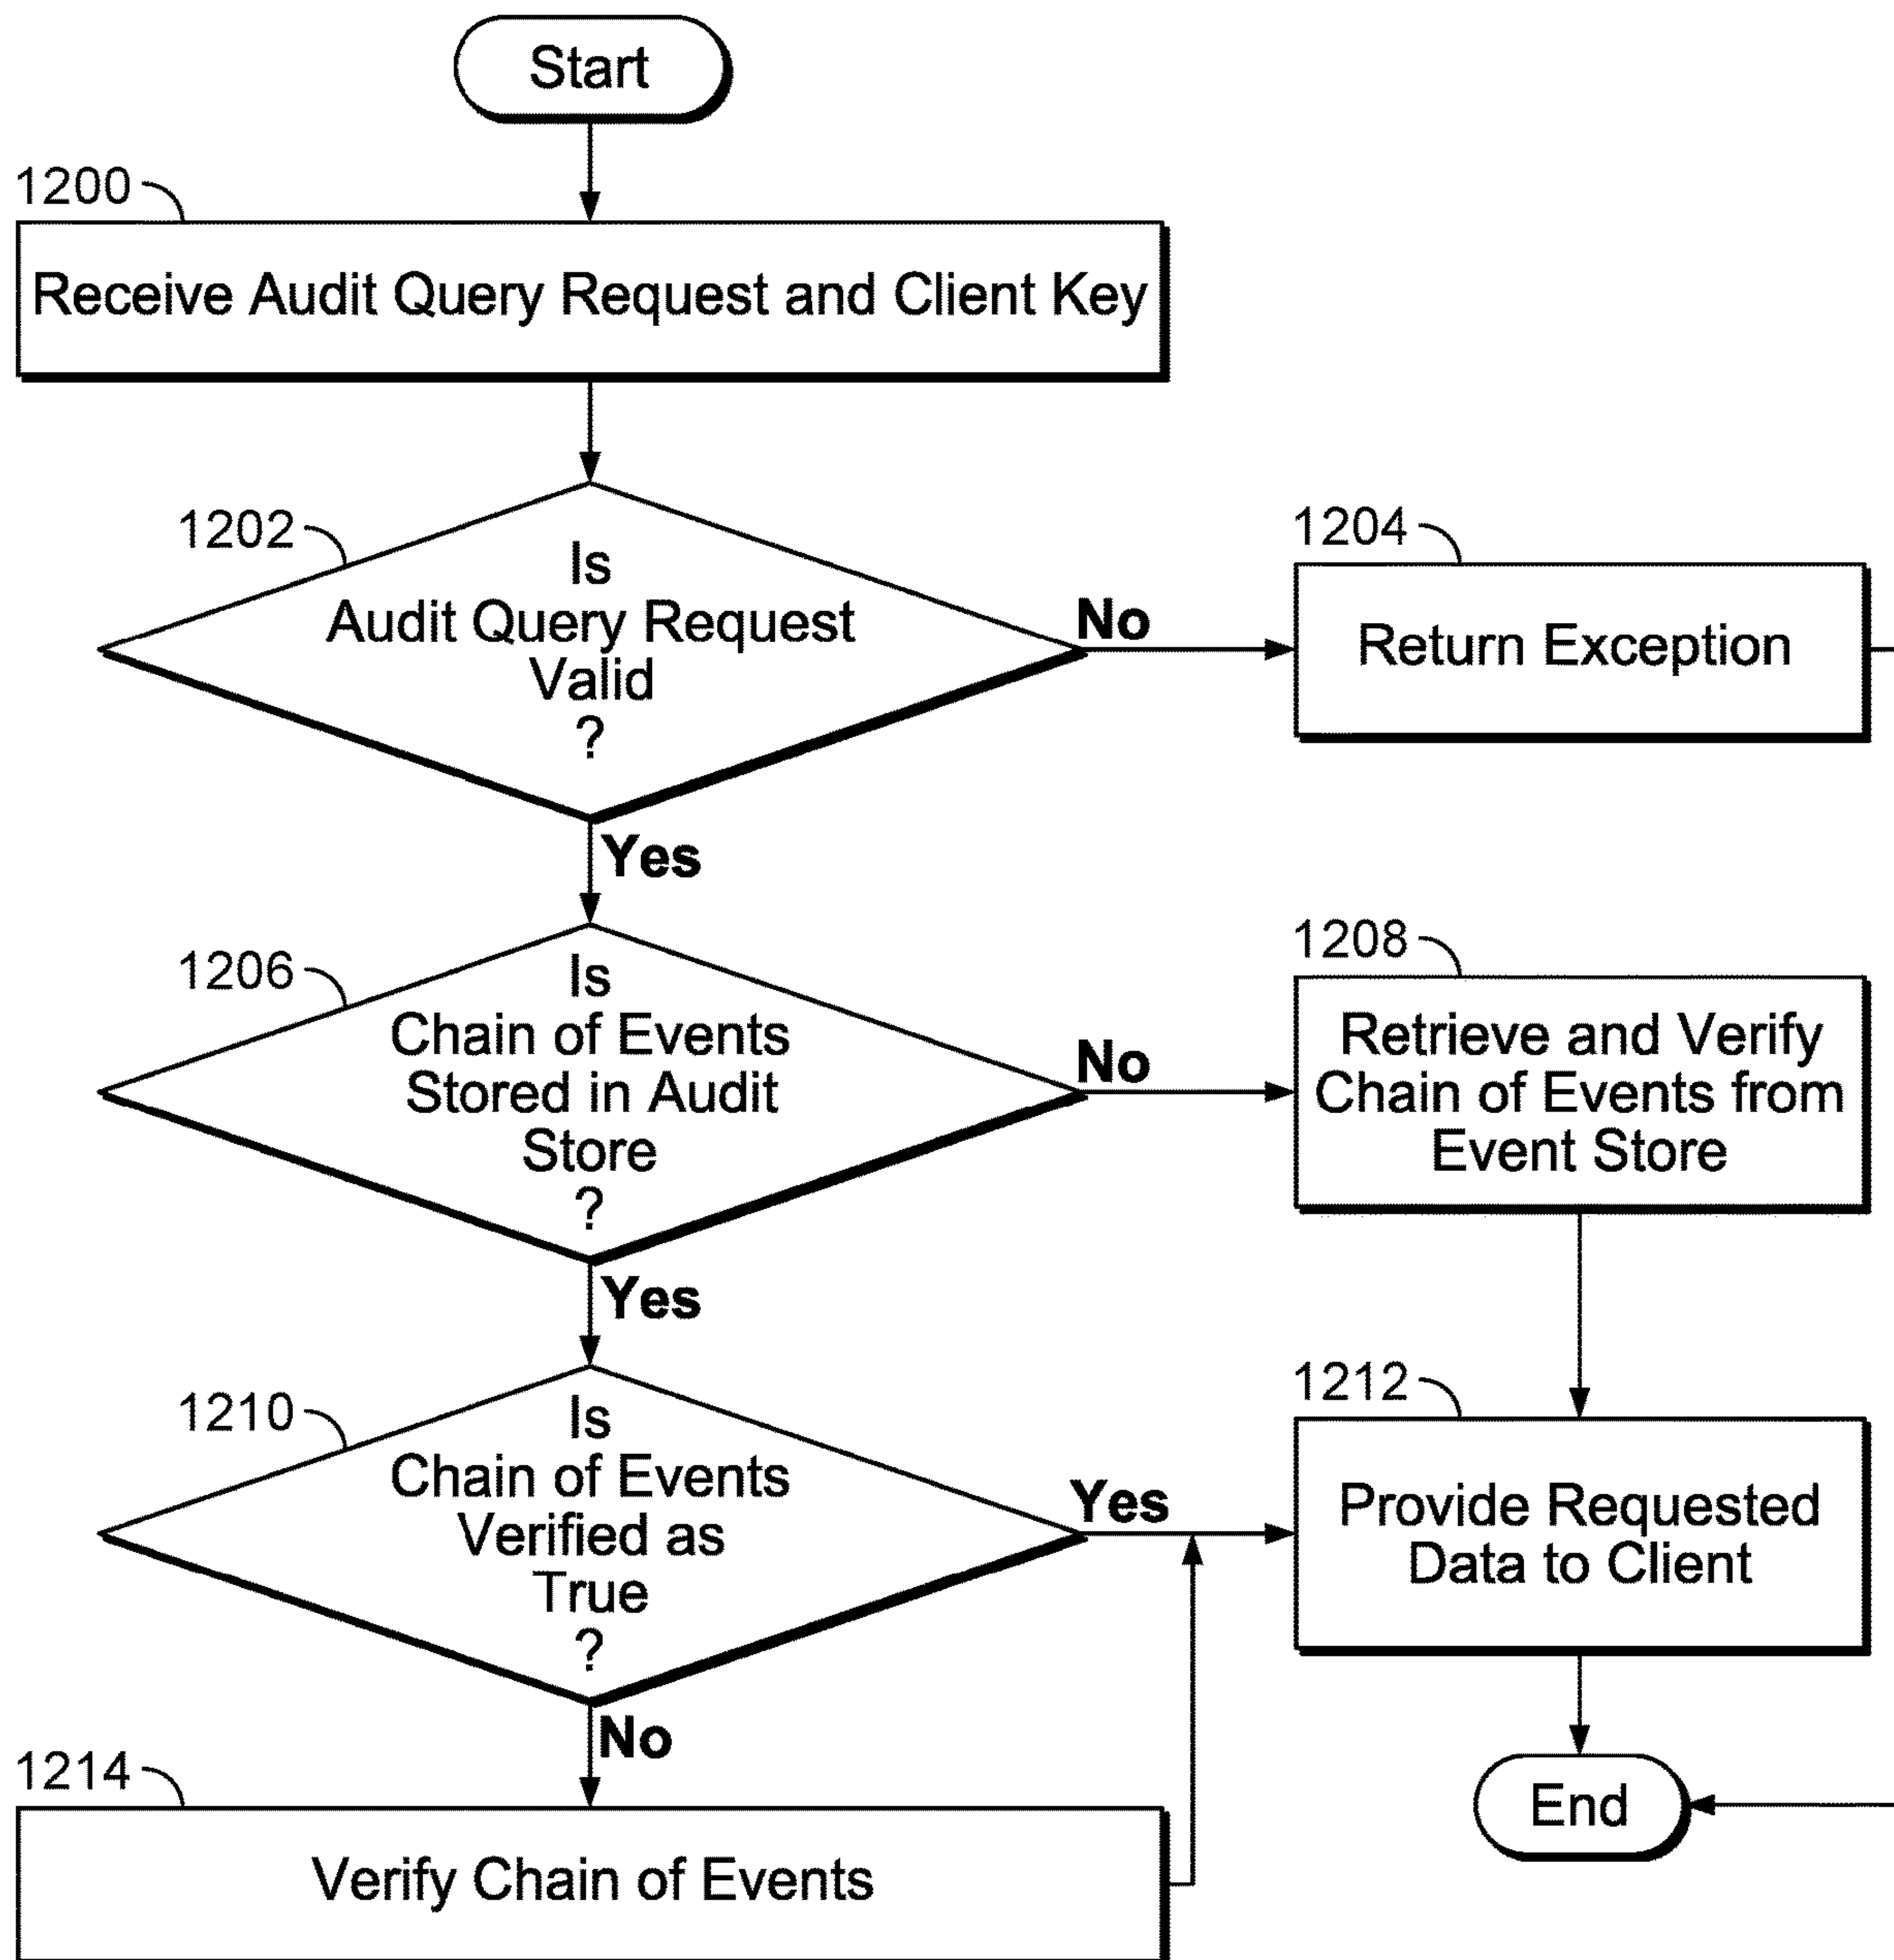 Start
1200
Receive Audit Query Request and Client Key
1202
Is
Audit Query Request
Valid
?
No
1204
Return Exception
Yes
1206
Is
Chain of Events
Stored in Audit
Store
?
No
1208
Retrieve and Verify
Chain of Events from
Event Store
Yes
1210
Is
Chain of Events
Verified as
True
?
Yes
1212
Provide Requested
Data to Client
No
1214
Verify Chain of Events
End